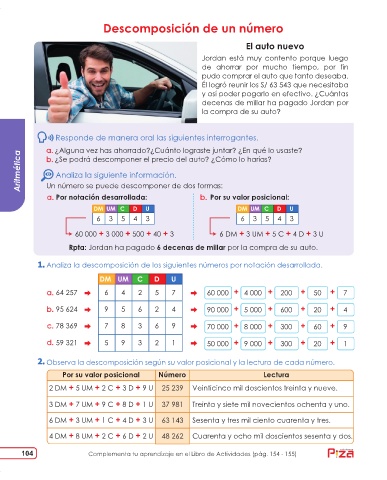 Descomposición de un número
El auto nuevo
Jordan está muy contento porque luego
de ahorrar por mucho tiempo, por fin
pudo comprar el auto que tanto deseaba.
Él logró reunir los S/ 63 543 que necesitaba
y así poder pagarlo en efectivo. ¿Cuántas
decenas de millar ha pagado Jordan por
la compra de su auto?
Aritmética
Responde de manera oral las siguientes interrogantes.
a. ¿Alguna vez has ahorrado?¿Cuánto lograste juntar? ¿En qué lo usaste?
b. ¿Se podrá descomponer el precio del auto? ¿Cómo lo harías?
Analiza la siguiente información.
Un número se puede descomponer de dos formas:
a. Por notación desarrollada:
DM UM C D U
6 3 5 4 3
60 000 + 3 000 + 500 + 40 + 3
b. Por su valor posicional:
DM UM C D U
6 3 5 4 3
6 DM + 3 UM + 5 C + 4 D + 3 U
Rpta: Jordan ha pagado 6 decenas de millar por la compra de su auto.
1. Analiza la descomposición de los siguientes números por notación desarrollada.
DM UM C D U
a. 64 257 6 4 2 5 7 60 000 + 4 000 + 200 + 50 + 7
b. 95 624 9 5 6 2 4 90 000 + 5 000 + 600 + 20 + 4
c. 78 369 7 8 3 6 9 70 000 + 8 000 + 300 + 60 + 9
d. 59 321 5 9 3 2 1 50 000 + 9 000 + 300 + 20 + 1
2. Observa la descomposición según su valor posicional y la lectura de cada número.
Por su valor posicional Número Lectura
2 DM + 5 UM + 2 C + 3 D + 9 U 25 239 Veinticinco mil doscientos treinta y nueve.
3 DM + 7 UM + 9 C + 8 D + 1 U 37 981 Treinta y siete mil novecientos ochenta y uno.
6 DM + 3 UM + 1 C + 4 D + 3 U 63 143 Sesenta y tres mil ciento cuarenta y tres.
4 DM + 8 UM + 2 C + 6 D + 2 U 48 262 Cuarenta y ocho mil doscientos sesenta y dos.
104 Complementa tu aprendizaje en el Libro de Actividades (pág. 154 - 155)